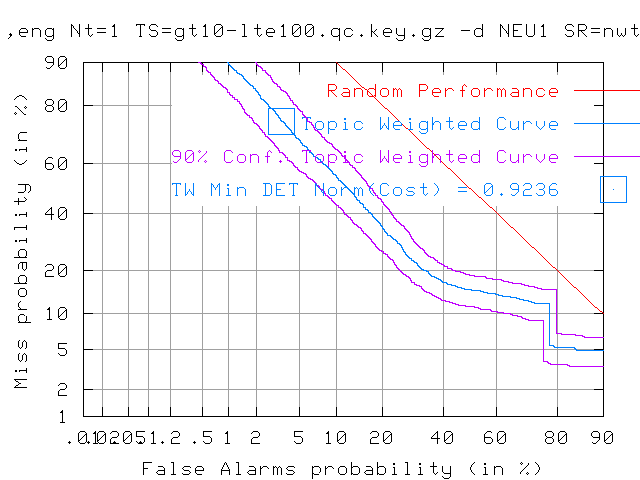 ,eng Nt=1 TS=gt10-lte100.qc.key.gz -d NEU1 SR=nwt
Random Performance
Topic Weighted Curve
90% Conf. Topic Weighted Curve
TW Min DET Norm(Cost) = 0.9236
Miss probability (in %)
90
80
60
40
20
10
5
2
1
.2 .5 1 2 5 10 20 40 60 80 90
False Alarms probability (in %)